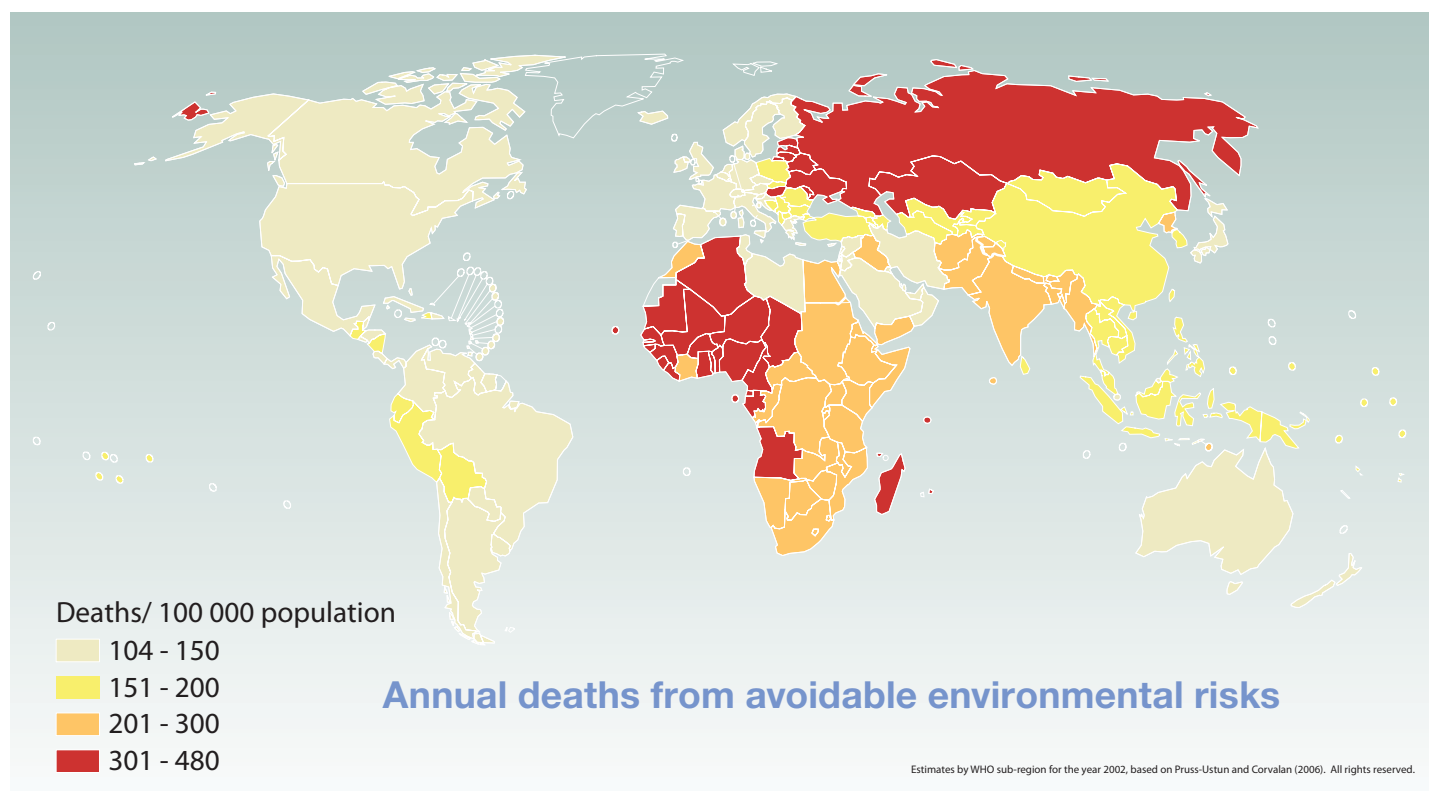 Deaths/ 100 000 population
104 - 150
151 - 200
201 - 300
301 - 480
Annual deaths from avoidable environmental risks
Estimates by WHO sub-region for the year 2002, based on Pruss-Ustun and Corvalan (2006). All rights reserved.